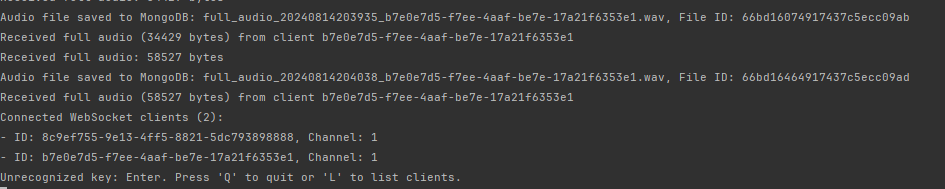 Audio file saved to MongoDB: full_audio_20240814203935_b7e0e7d5-f7ee-4aaf-be7e-17a21f6353e1.wav, File ID: 66bd16074917437c5ecc09ab
Received full audio (34429 bytes) from client b7e0e7d5-f7ee-4aaf-be7e-17a21f6353e1
Received full audio: 58527 bytes
Audio file saved to MongoDB: full_audio_20240814204038_b7e0e7d5-f7ee-4aaf-be7e-17a21f6353e1.wav, File ID: 66bd16464917437c5ecc09ad
Received full audio (58527 bytes) from client b7e0e7d5-f7ee-4aaf-be7e-17a21f6353e1
Connected WebSocket clients (2):
- ID: 8c9ef755-9e13-4ff5-8821-5dc793898888, Channel: 1
- ID: b7e0e7d5-f7ee-4aaf-be7e-17a21f6353e1, Channel: 1
Unrecognized key: Enter. Press 'Q' to quit or 'L' to list clients.